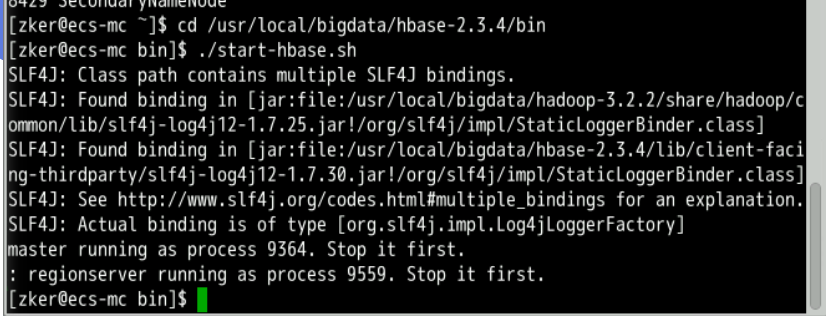 8429 SecondaryNameNode
[zker@ecs-mc ~]$ cd /usr/local/bigdata/hbase-2.3.4/bin
[zker@ecs-mc bin]$ ./start-hbase.sh
SLF4J: Class path contains multiple SLF4J bindings.
SLF4J: Found binding in [jar:file:/usr/local/bigdata/hadoop-3.2.2/share/hadoop/c
ommon/lib/slf4j-log4j12-1.7.25.jar!/org/slf4j/impl/StaticLoggerBinder.class]
SLF4J: Found binding in [jar:file:/usr/local/bigdata/hbase-2.3.4/lib/client-faci
ng-thirdparty/slf4j-log4j12-1.7.30.jar!/org/slf4j/impl/StaticLoggerBinder.class]
SLF4J: See http://www.slf4j.org/codes.html#multiple_bindings for an explanation.
SLF4J: Actual binding is of type [org.slf4j.impl.Log4jLoggerFactory]
master running as process 9364. Stop it first.
: regionserver running as process 9559. Stop it first.
[zker@ecs-mc bin]$